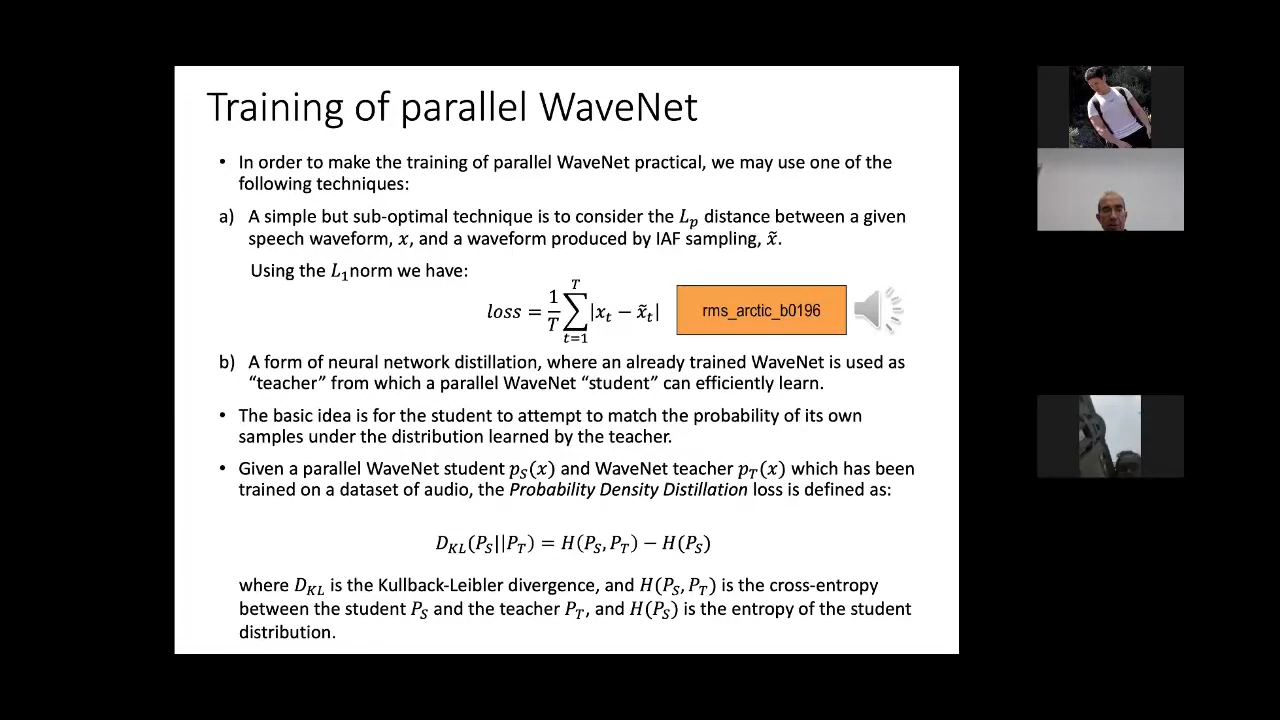 Training of parallel WaveNet
• In order to make the training of parallel WaveNet practical, we may use one of the
following techniques:
a) A simple but sub-optimal technique is to consider the L_p distance between a given
speech waveform, x, and a waveform produced by IAF sampling, x̃.
Using the L_1norm we have:
loss = 1/T ∑_{t=1}^{T} |x_t − x̃_t|
rms_arctic_b0196
b) A form of neural network distillation, where an already trained WaveNet is used as
“teacher” from which a parallel WaveNet “student” can efficiently learn.
• The basic idea is for the student to attempt to match the probability of its own
samples under the distribution learned by the teacher.
• Given a parallel WaveNet student p_S(x) and WaveNet teacher p_T(x) which has been
trained on a dataset of audio, the Probability Density Distillation loss is defined as:
D_KL(P_S||P_T) = H(P_S, P_T) − H(P_S)
where D_KL is the Kullback-Leibler divergence, and H(P_S, P_T) is the cross-entropy
between the student P_S and the teacher P_T, and H(P_S) is the entropy of the student
distribution.